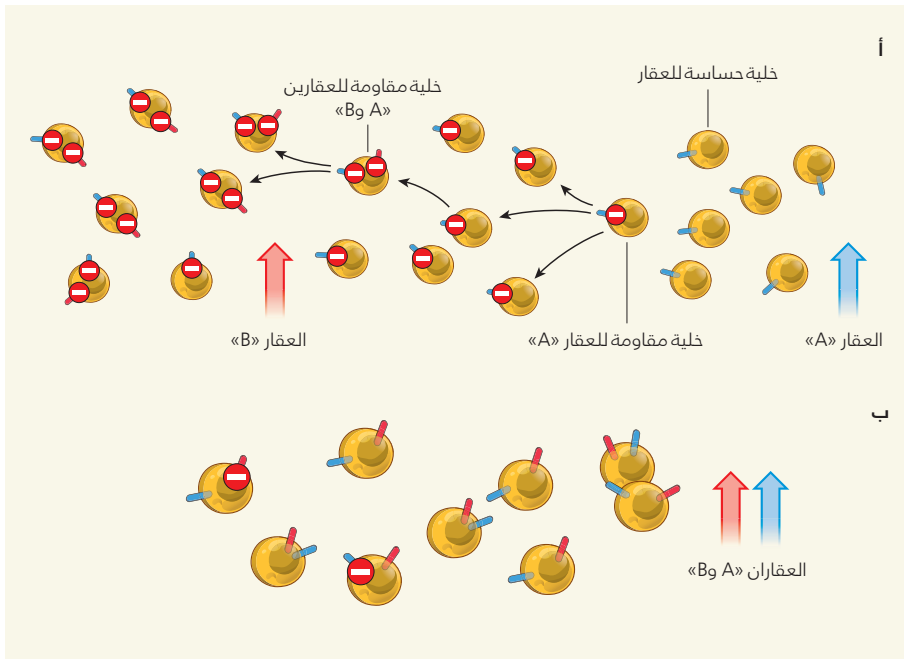 أ
خلية حساسة للعقار
خلية مقاومة للعقارين
«A وB»
العقار «A»
خلية مقاومة للعقار «A»
العقار «B»
ب
العقاران «A وB»